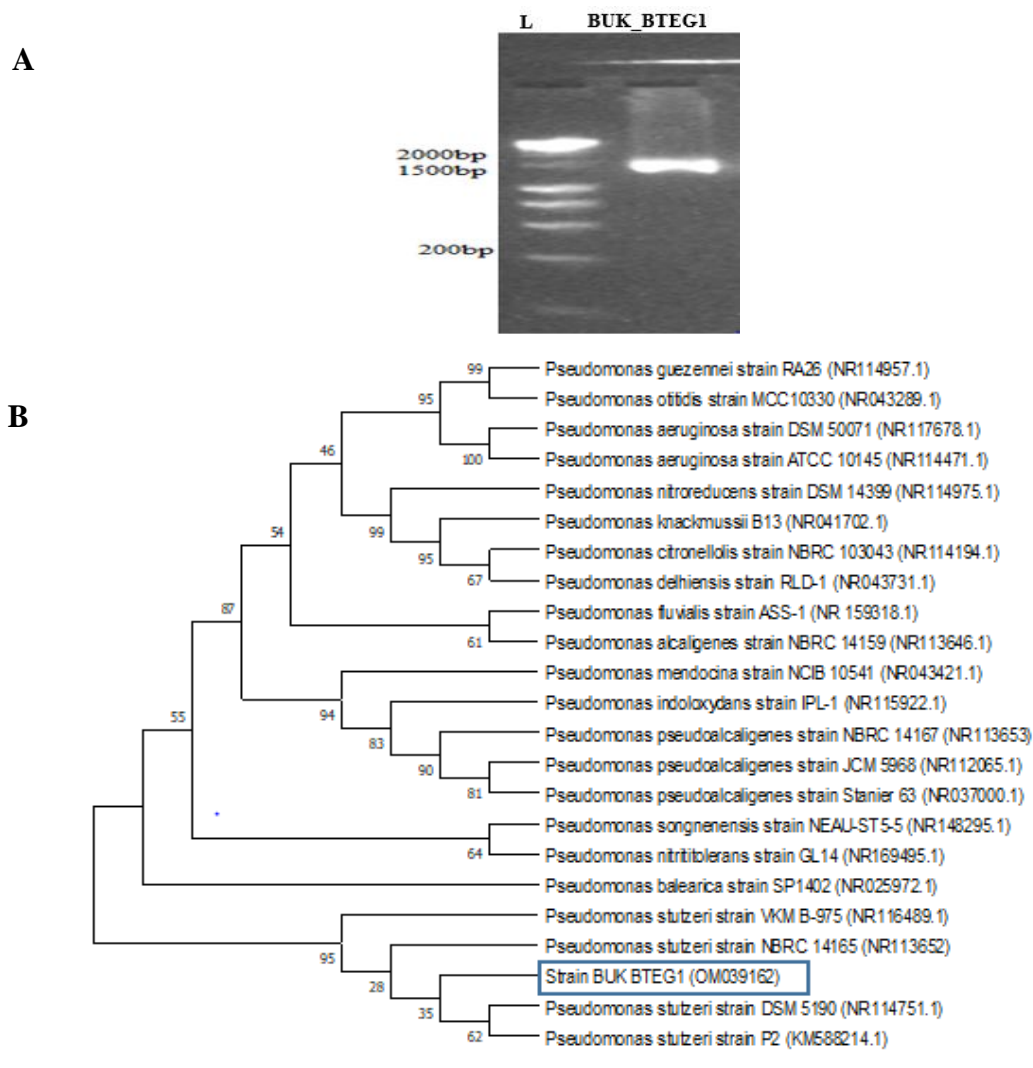 L BUK_BTEG1
A
2000bp
1500bp
200bp
B
99
Pseudomonas guezennei strain RA26 (NR114957.1)
95
Pseudomonas otitidis strain MCC10330 (NR043289.1)
Pseudomonas aeruginosa strain DSM 50071 (NR117678.1)
46
100
Pseudomonas aeruginosa strain ATCC 10145 (NR114471.1)
Pseudomonas nitroreducens strain DSM 14399 (NR114975.1)
54
99
Pseudomonas knackmussii B13 (NR041702.1)
95
Pseudomonas citronellolis strain NBRC 103043 (NR114194.1)
67
Pseudomonas delhiensis strain RLD-1 (NR043731.1)
87
Pseudomonas fluvialis strain ASS-1 (NR 159318.1)
61
Pseudomonas alcaligenes strain NBRC 14159 (NR113646.1)
Pseudomonas mendocina strain NCIB 10541 (NR043421.1)
55
94
Pseudomonas indoloxydans strain IPL-1 (NR115922.1)
83
Pseudomonas pseudoalcaligenes strain NBRC 14167 (NR113653)
90
Pseudomonas pseudoalcaligenes strain JCM 5968 (NR112065.1)
81
Pseudomonas pseudoalcaligenes strain Stanier 63 (NR037000.1)
Pseudomonas songnenensis strain NEAU-ST5-5 (NR148295.1)
64
Pseudomonas nitrititolerans strain GL14 (NR169495.1)
Pseudomonas balearica strain SP1402 (NR025972.1)
Pseudomonas stutzeri strain VKM B-975 (NR116489.1)
95
Pseudomonas stutzeri strain NBRC 14165 (NR113652)
28
Strain BUK BTEG1 (OM039162)
35
Pseudomonas stutzeri strain DSM 5190 (NR114751.1)
62
Pseudomonas stutzeri strain P2 (KM588214.1)